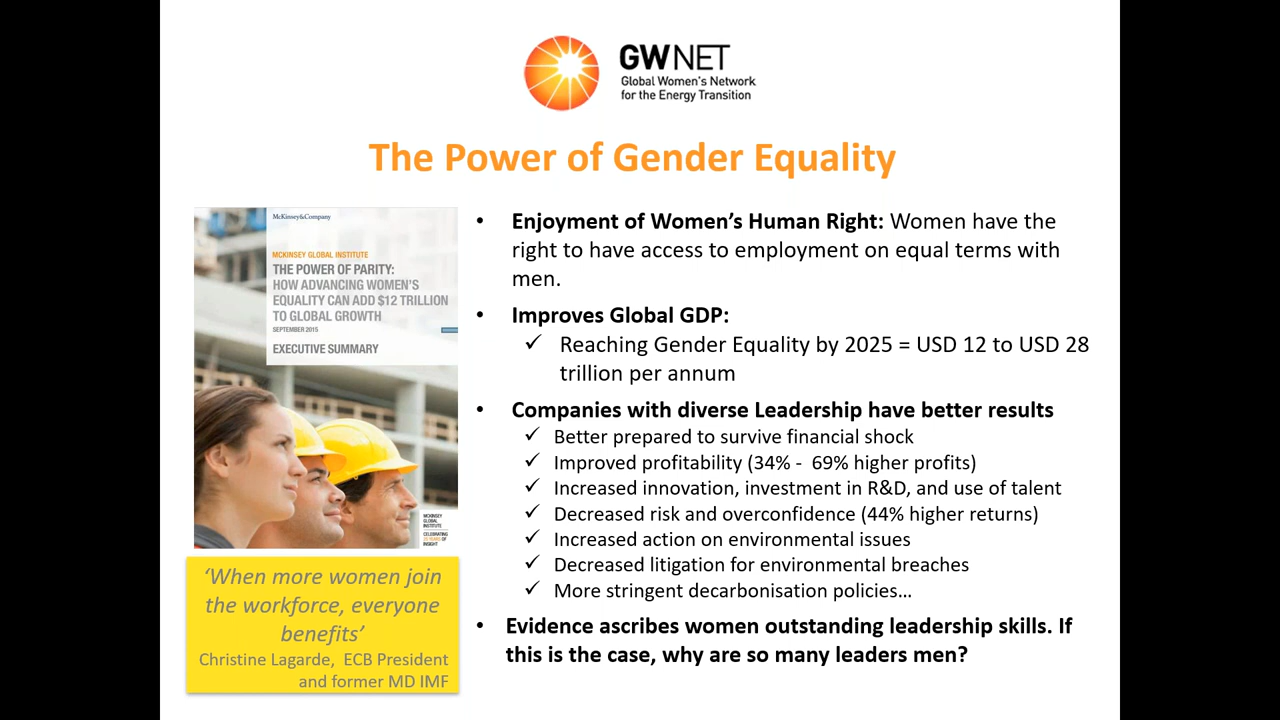 GWNET
Global Women's Network
for the Energy Transition
The Power of Gender Equality
McKinsey&Company
MCKINSEY GLOBAL INSTITUTE
THE POWER OF PARITY:
HOW ADVANCING WOMEN'S
EQUALITY CAN ADD $12 TRILLION
TO GLOBAL GROWTH
SEPTEMBER 2015
EXECUTIVE SUMMARY
MCKINSEY
GLOBAL
INSTITUTE
CELEBRATING
25 YEARS OF
INSIGHT
‘When more women join
the workforce, everyone
benefits’
Christine Lagarde, ECB President
and former MD IMF
• Enjoyment of Women’s Human Right: Women have the
right to have access to employment on equal terms with
men.
• Improves Global GDP:
✓ Reaching Gender Equality by 2025 = USD 12 to USD 28
trillion per annum
• Companies with diverse Leadership have better results
✓ Better prepared to survive financial shock
✓ Improved profitability (34% - 69% higher profits)
✓ Increased innovation, investment in R&D, and use of talent
✓ Decreased risk and overconfidence (44% higher returns)
✓ Increased action on environmental issues
✓ Decreased litigation for environmental breaches
✓ More stringent decarbonisation policies…
• Evidence ascribes women outstanding leadership skills. If
this is the case, why are so many leaders men?